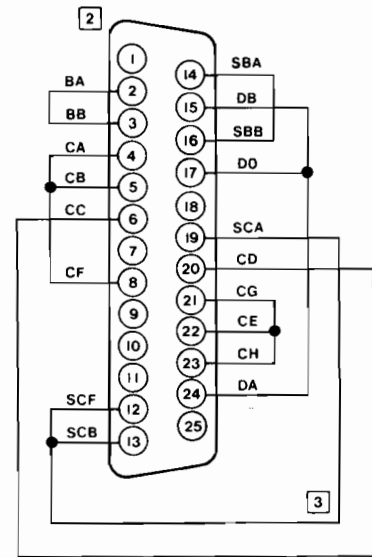 2
1
14 SBA
BA 2
15 DB
BB 3
16 SBB
CA 4
17 DO
CB 5
18
CC 6
19 SCA
7
20 CD
CF 8
21 CG
9
22 CE
10
23 CH
11
24 DA
SCF 12
25
SCB 13
3